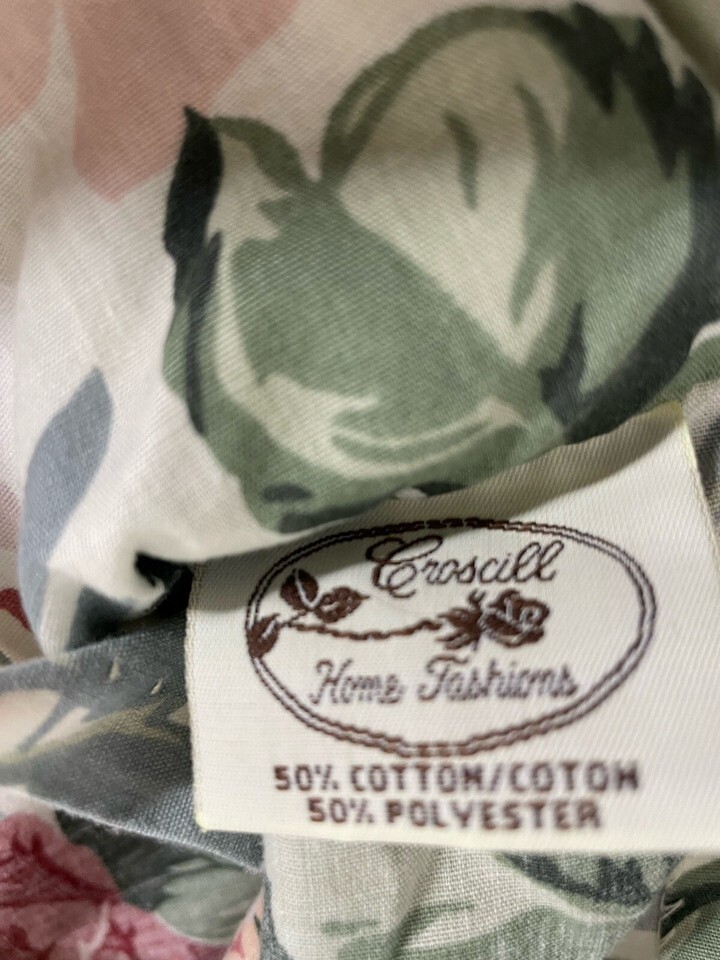 Croscill
Home Fashions
50% COTTON/COTON
50% POLYESTER